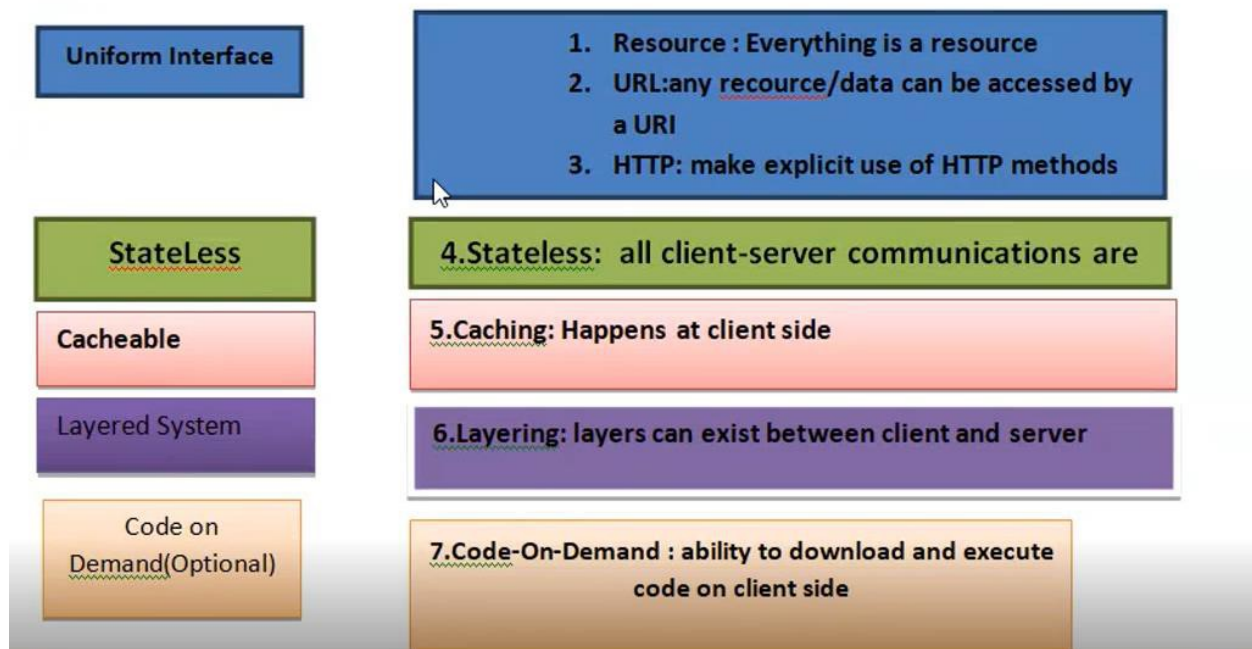 Uniform Interface
1. Resource : Everything is a resource
2. URL:any recource/data can be accessed by
a URI
3. HTTP: make explicit use of HTTP methods
StateLess
4.Stateless: all client-server communications are
Cacheable
5.Caching: Happens at client side
Layered System
6.Layering: layers can exist between client and server
Code on
Demand(Optional)
7.Code-On-Demand : ability to download and execute
code on client side